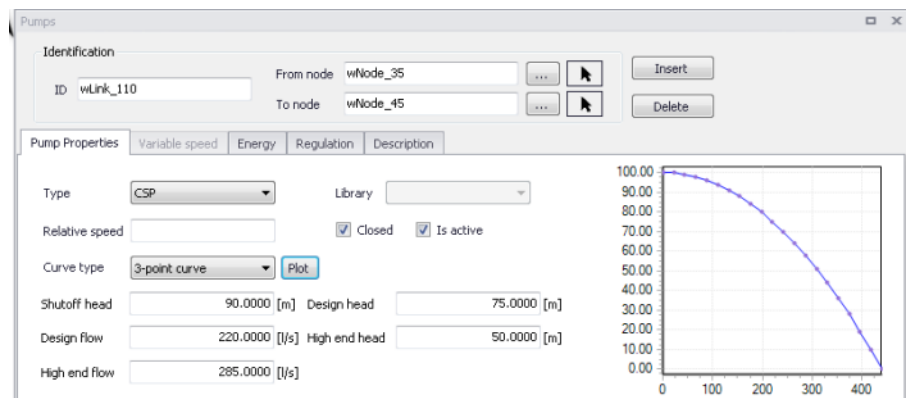 Pumps
Identification
ID wLink_110
From node wNode_35 ...
To node wNode_45 ...
Insert
Delete
Pump Properties Variable speed Energy Regulation Description
Type CSP Library
Relative speed Closed Is active
Curve type 3-point curve Plot
Shutoff head 90.0000 [m] Design head 75.0000 [m]
Design flow 220.0000 [l/s] High end head 50.0000 [m]
High end flow 285.0000 [l/s]
100.00
90.00
80.00
70.00
60.00
50.00
40.00
30.00
20.00
10.00
0.00
0 100 200 300 400